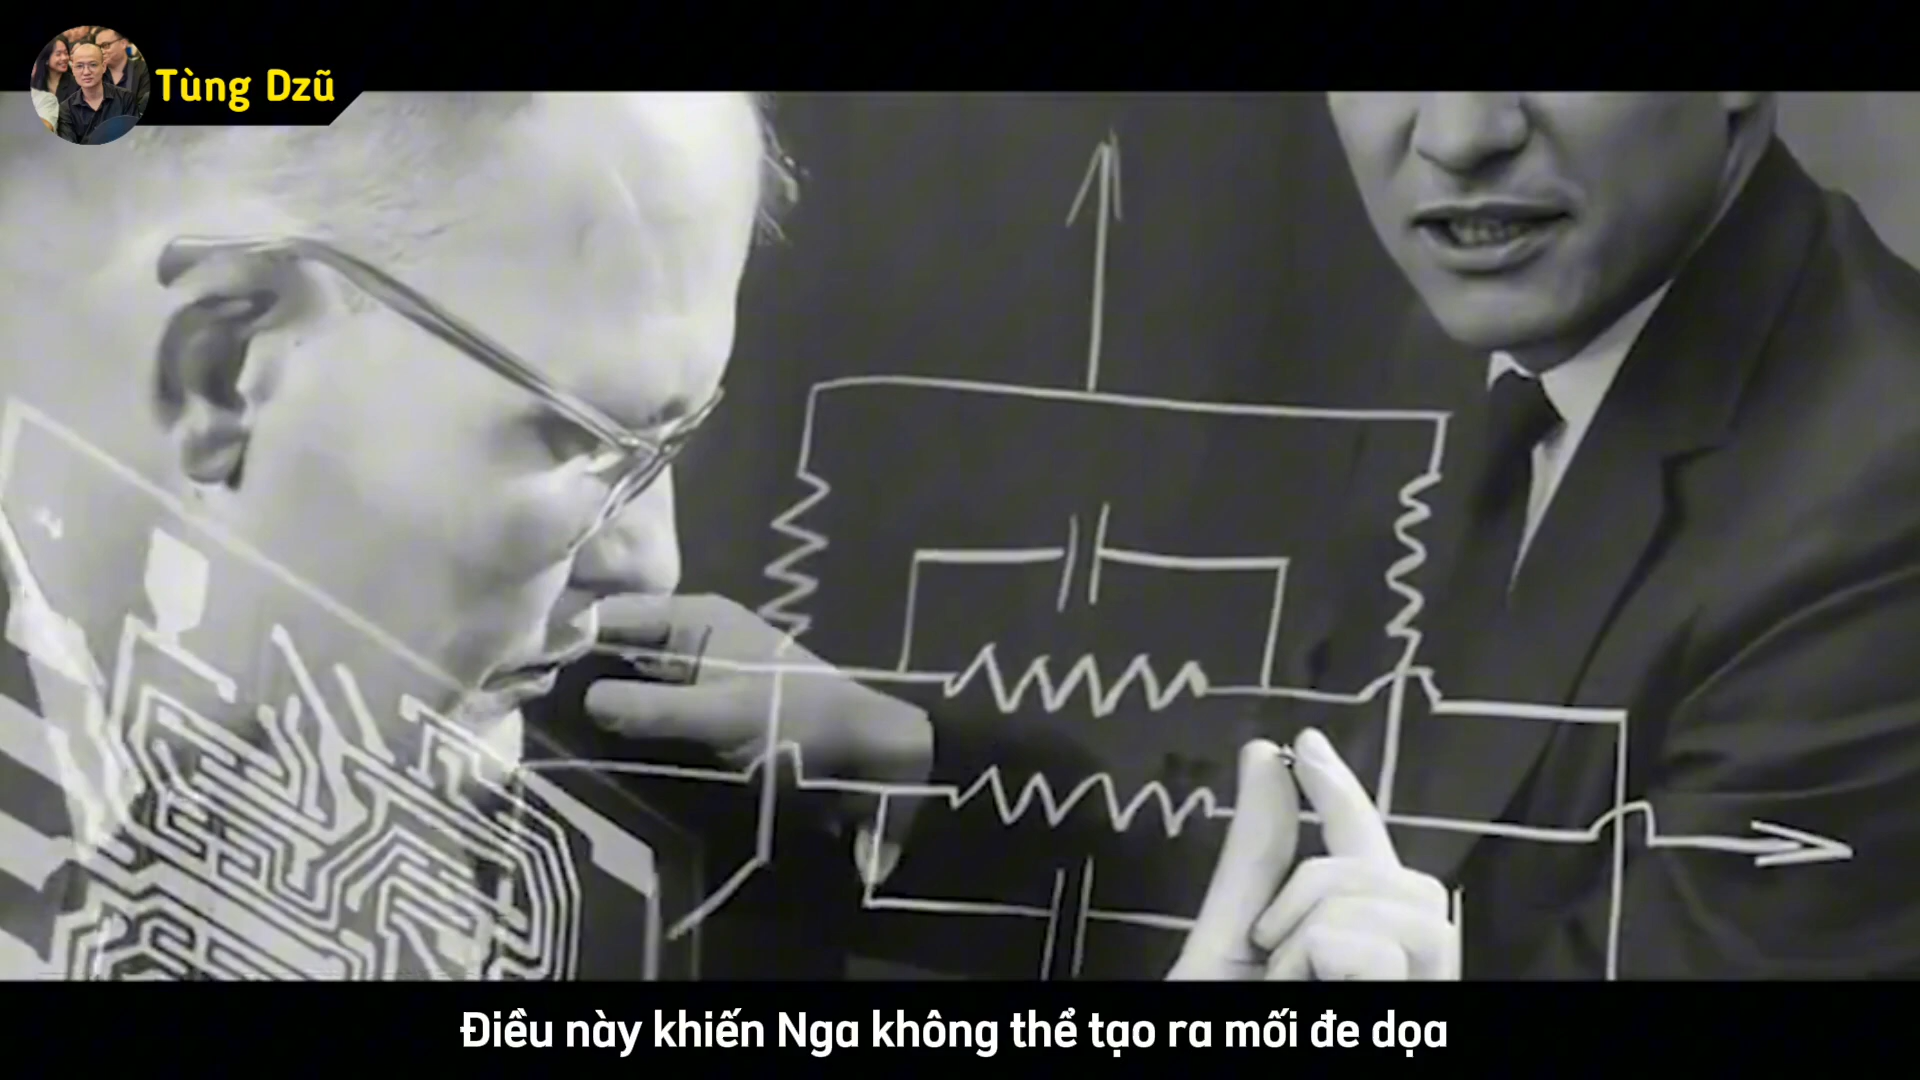 Tùng Dzũ
Điều này khiến Nga không thể tạo ra mối đe dọa